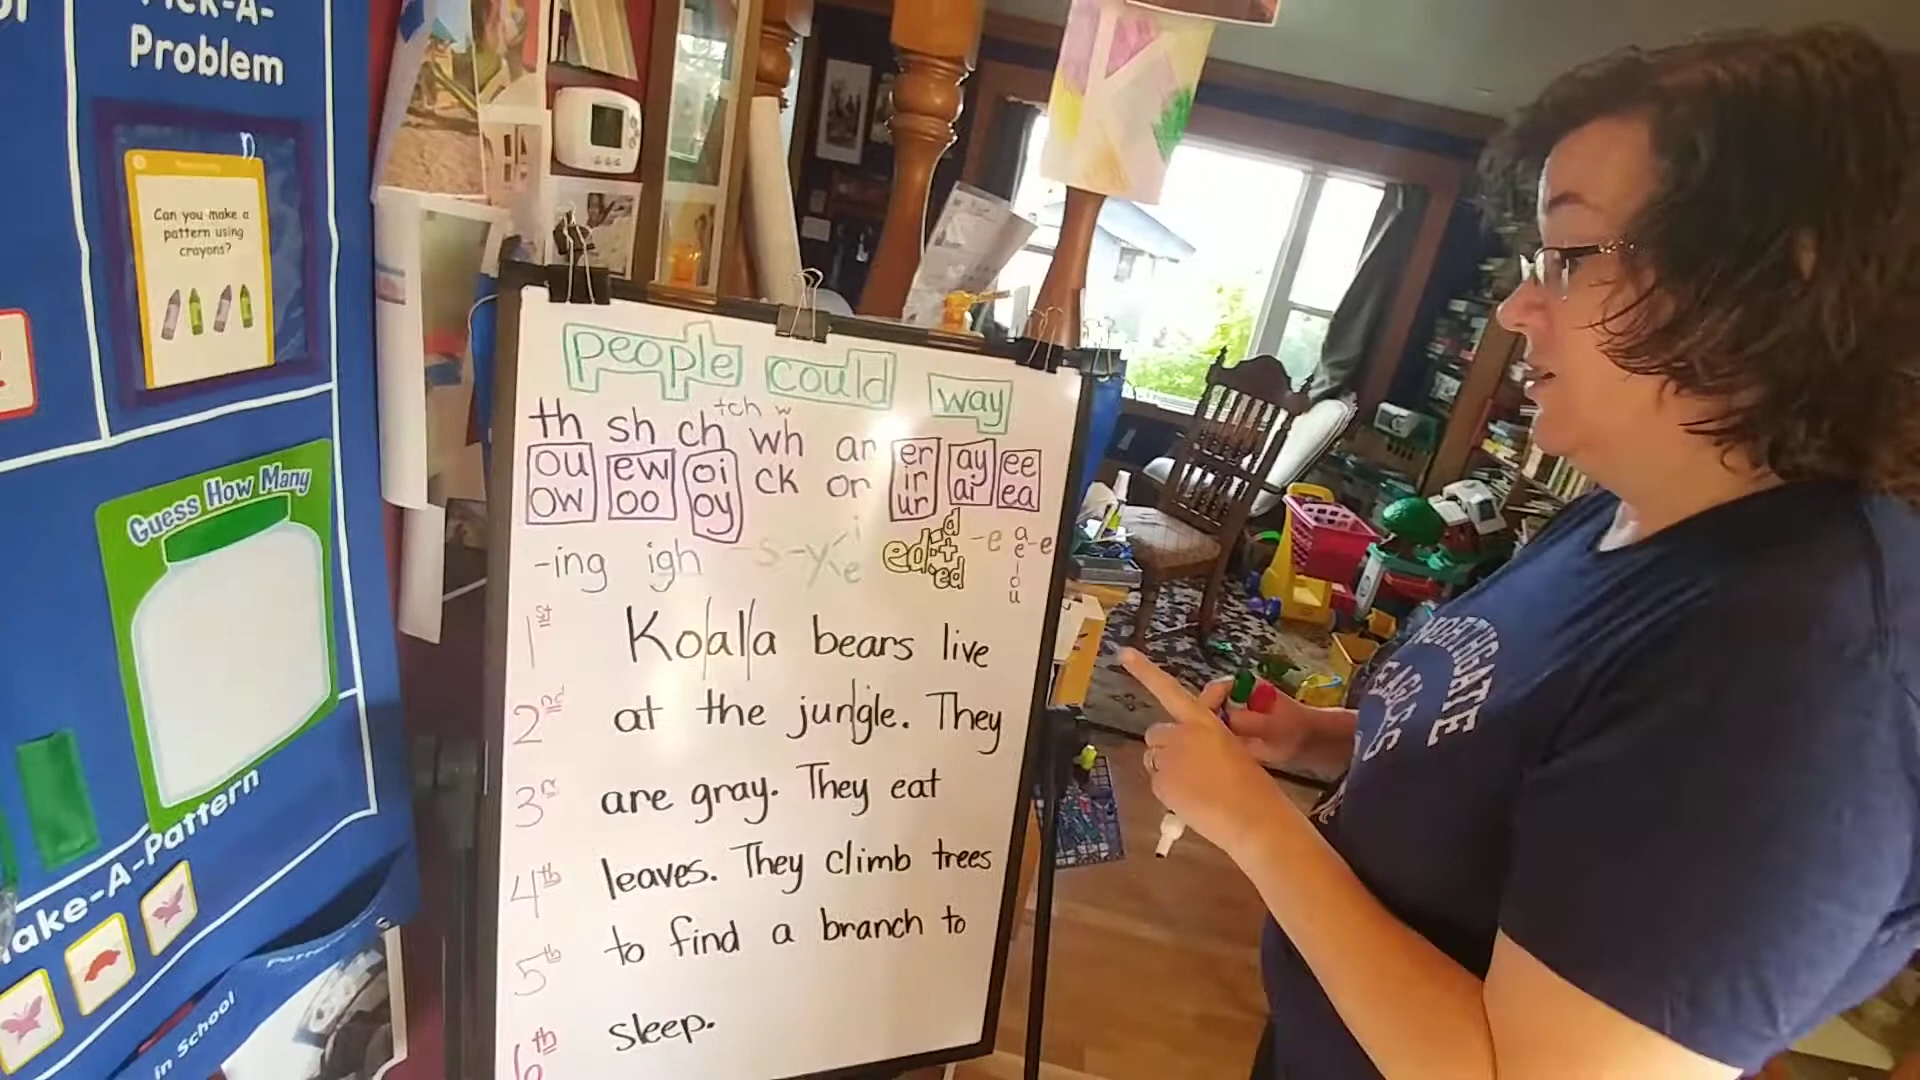 Pick-A-
Problem
Can you make a
pattern using
crayons?
Guess How Many
Make-A-Pattern
in School
people could way
tch w
th sh ch wh ar er ay ee
ou ew oi ck or ir ai ea
ow oo oy ur
-ing igh -s -y i e ed: d t ed -e a e i o u -e
1st Koala bears live
2nd at the jungle. They
3rd are gray. They eat
4th leaves. They climb trees
5th to find a branch to
6th sleep.
NORTHGATE
EAGLES